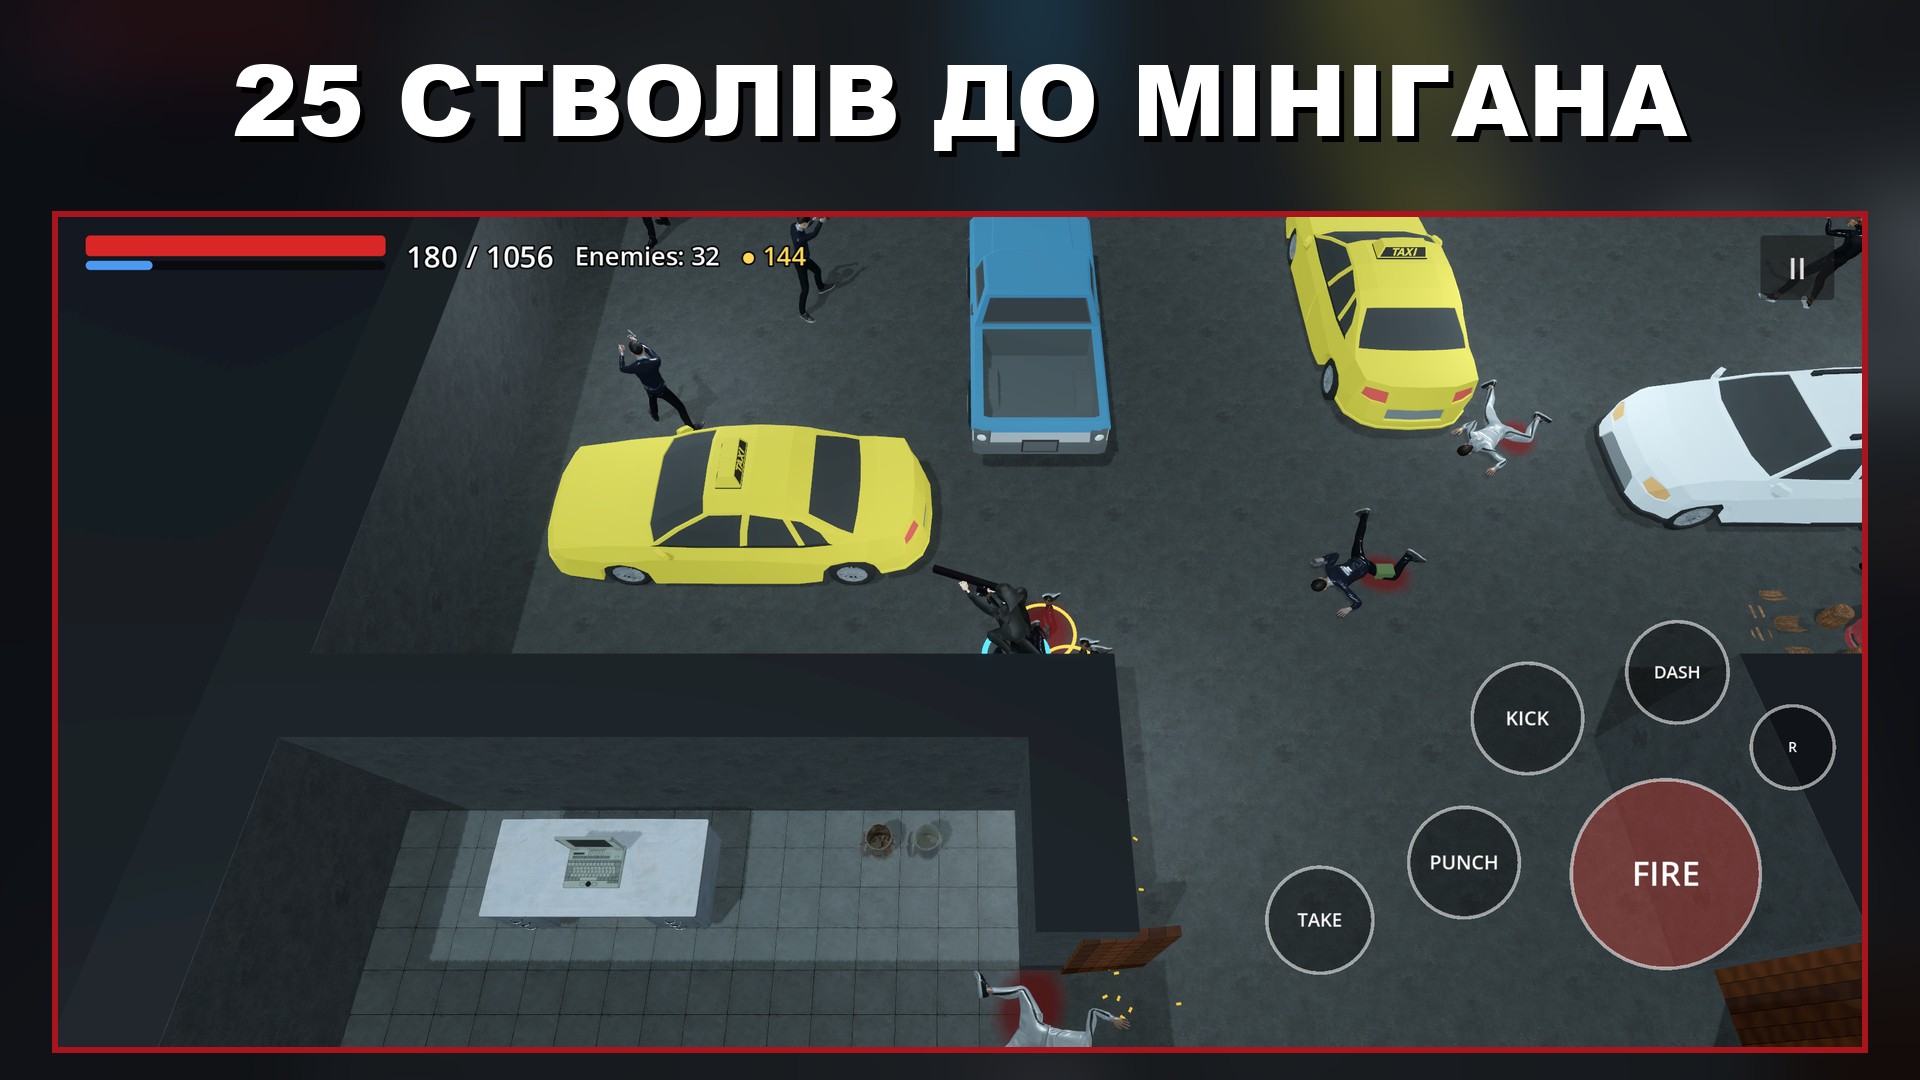 25 СТВОЛІВ ДО МІНІГАНА
180 / 1056 Enemies: 32 144
TAXI
TAXI
DASH
KICK
R
PUNCH
FIRE
TAKE